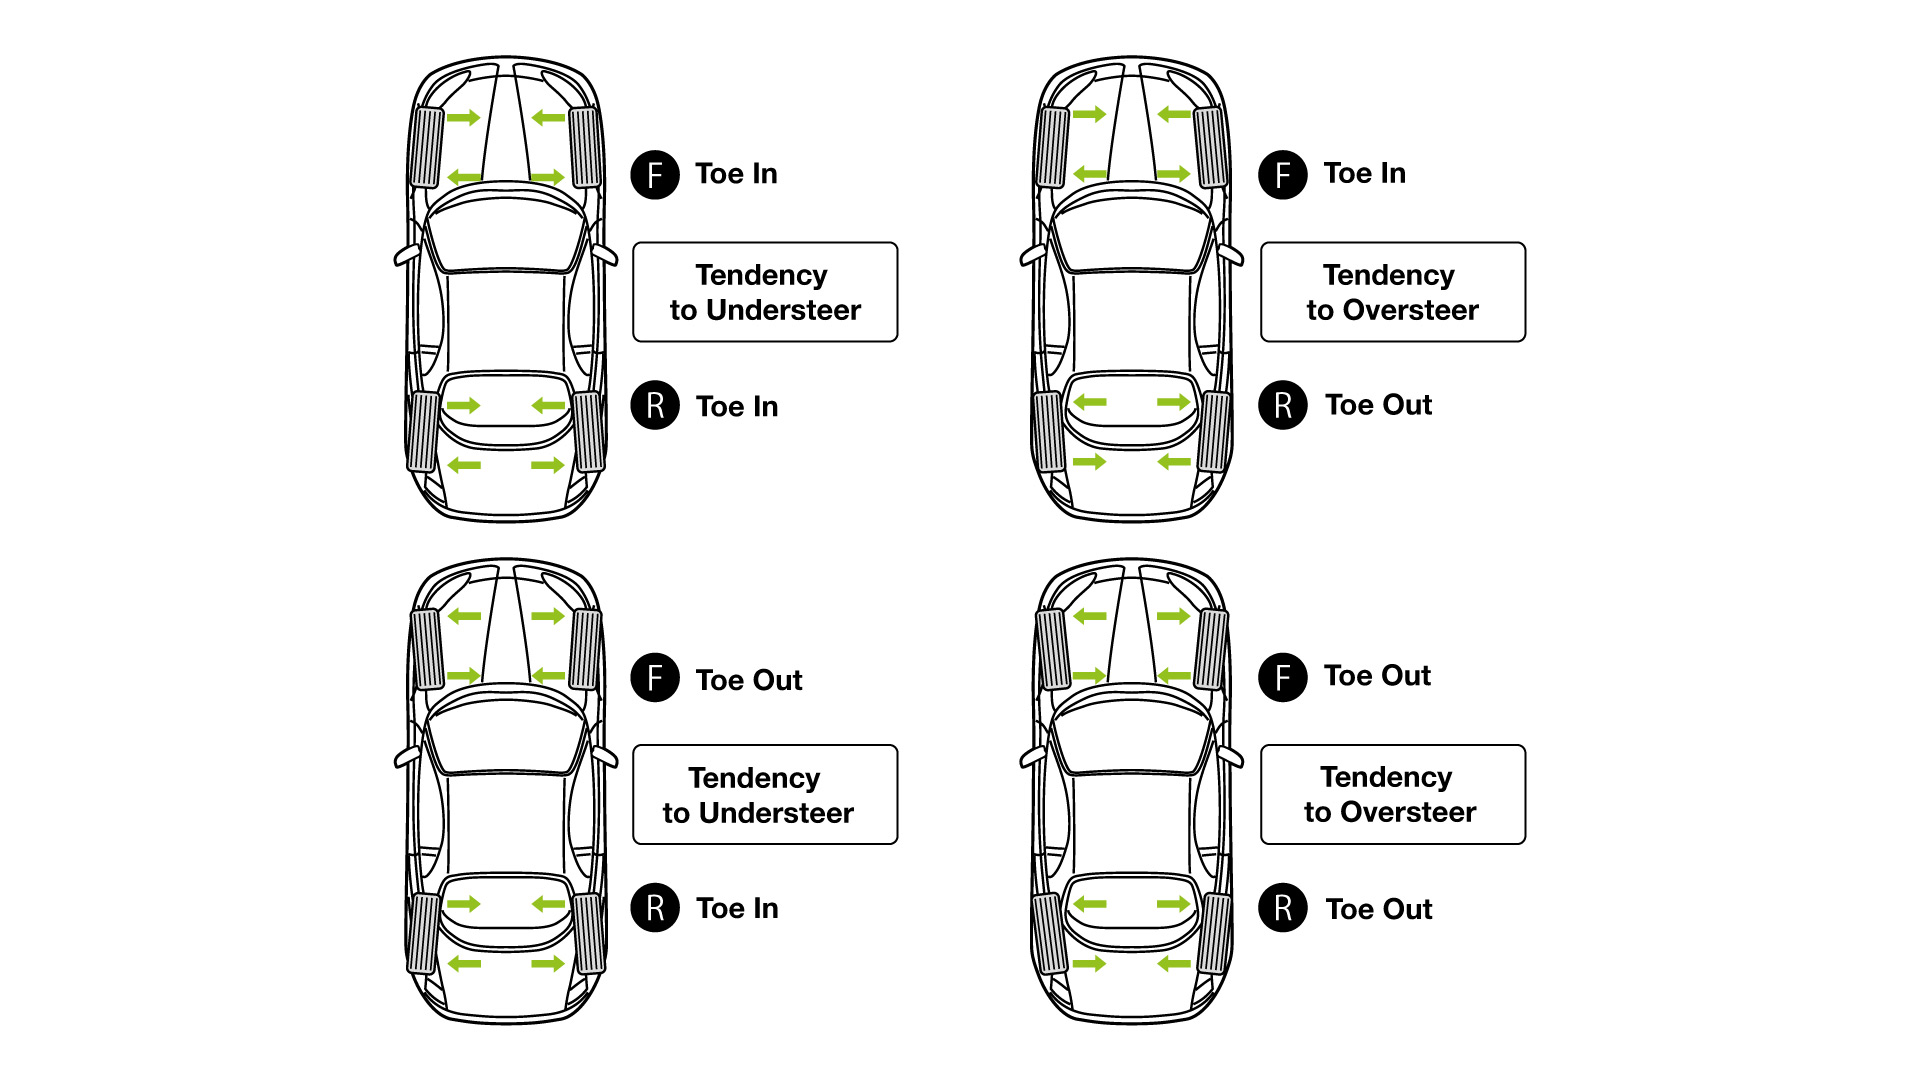 F Toe In
Tendency
to Understeer
R Toe In
F Toe In
Tendency
to Oversteer
R Toe Out
F Toe Out
Tendency
to Understeer
R Toe In
F Toe Out
Tendency
to Oversteer
R Toe Out